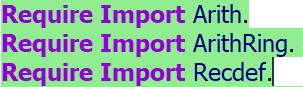 Require Import Arith.
Require Import ArithRing.
Require Import Recdef.